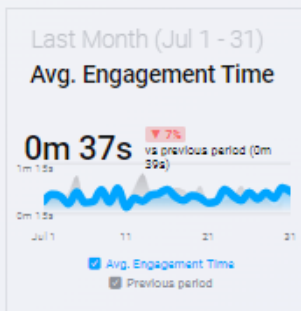 Last Month (Jul 1 - 31)
Avg. Engagement Time
0m 37s
▼ 7%
vs previous period (0m
39s)
1m 15s
0m 15s
Jul 1 11 21 31
Avg. Engagement Time
Previous period